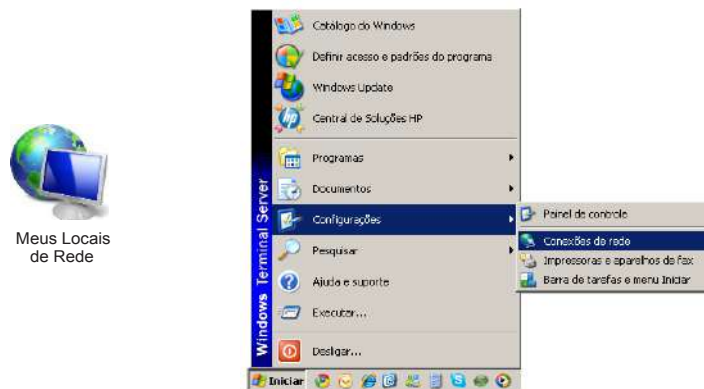 Meus Locais
de Rede
Catálogo do Windows
Definir acesso e padrões do programa
Windows Update
Central de Soluções HP
Programas
Documentos
Configurações
Pesquisar
Ajuda e suporte
Executar...
Desligar...
Windows Terminal Server
Painel de controle
Conexões de rede
Impressoras e aparelhos de fax
Barra de tarefas e menu Iniciar
Iniciar